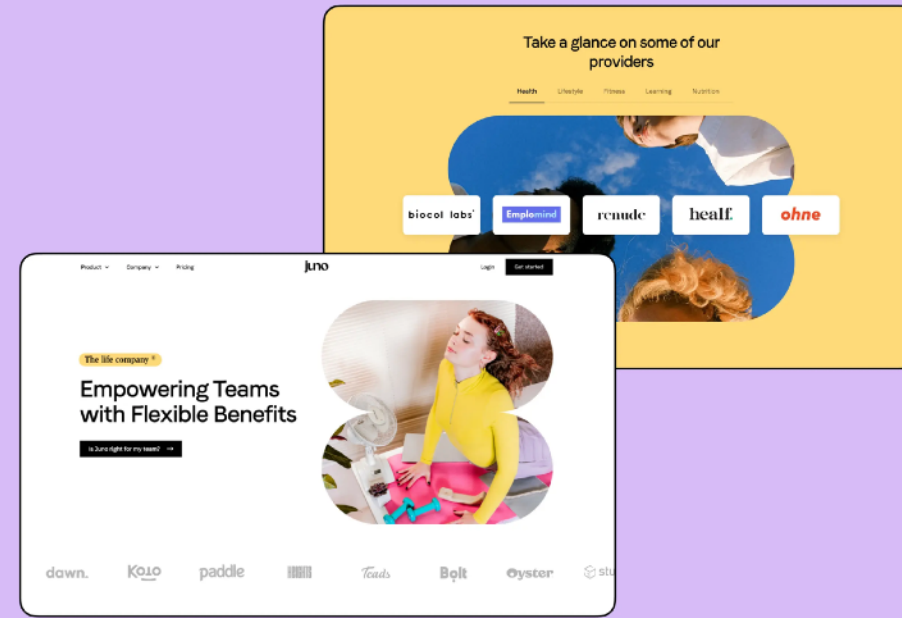 Take a glance on some of our
providers
Health Lifestyle Fitness Learning Nutrition
biocol labs
Emplomind
renude
healf.
ohne
Product Company Pricing
juno
Login Get started
The life company
Empowering Teams
with Flexible Benefits
Is Juno right for my team? →
dawn. KOTO paddle Toads Bolt Oyster stu